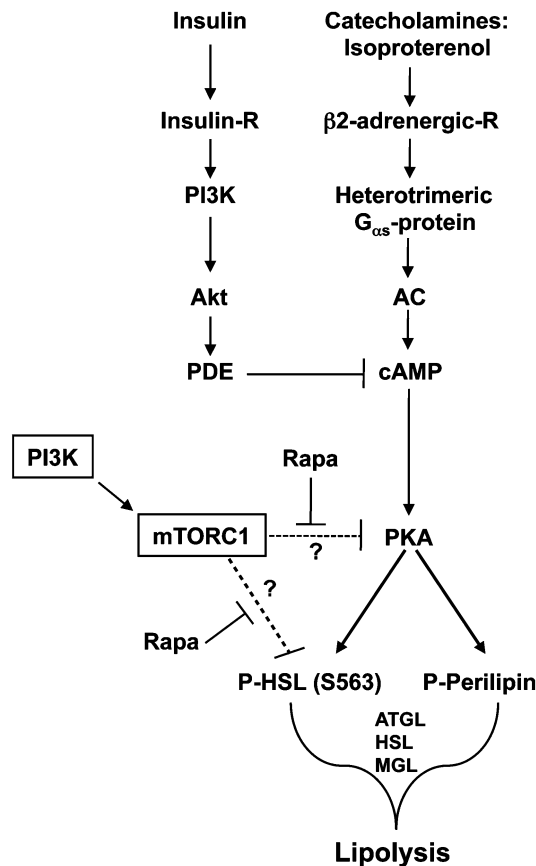 Insulin
Catecholamines:
Isoproterenol
Insulin-R
β2-adrenergic-R
PI3K
Heterotrimeric
Gαs-protein
Akt
AC
PDE
cAMP
PI3K
Rapa
mTORC1
?
PKA
?
Rapa
P-HSL (S563)
P-Perilipin
ATGL
HSL
MGL
Lipolysis